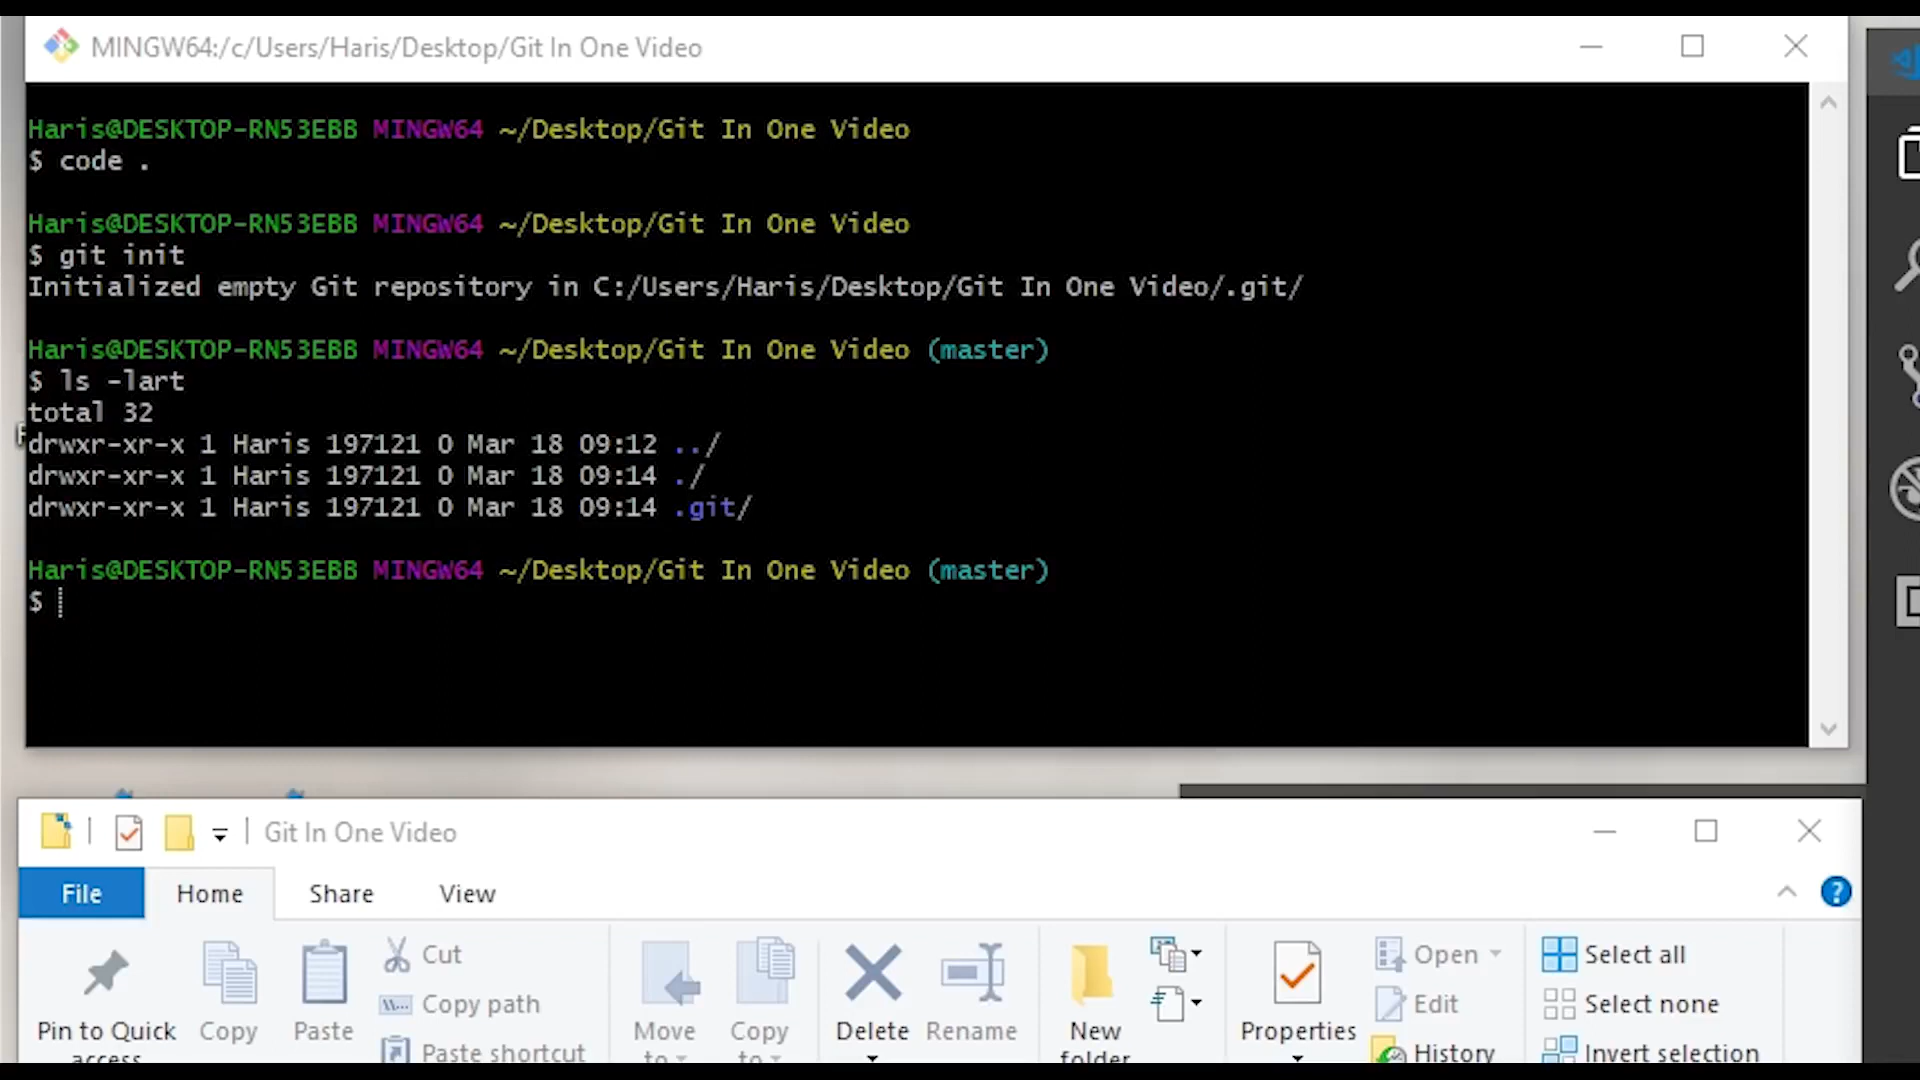 MINGW64:/c/Users/Haris/Desktop/Git In One Video
Haris@DESKTOP-RN53EBB MINGW64 ~/Desktop/Git In One Video
$ code .
Haris@DESKTOP-RN53EBB MINGW64 ~/Desktop/Git In One Video
$ git init
Initialized empty Git repository in C:/Users/Haris/Desktop/Git In One Video/.git/
Haris@DESKTOP-RN53EBB MINGW64 ~/Desktop/Git In One Video (master)
$ ls -lart
total 32
drwxr-xr-x 1 Haris 197121 0 Mar 18 09:12 ../
drwxr-xr-x 1 Haris 197121 0 Mar 18 09:14 ./
drwxr-xr-x 1 Haris 197121 0 Mar 18 09:14 .git/
Haris@DESKTOP-RN53EBB MINGW64 ~/Desktop/Git In One Video (master)
$
Git In One Video
File Home Share View
Pin to Quick access
Copy
Paste
Cut
Copy path
Paste shortcut
Move to
Copy to
Delete
Rename
New folder
Properties
Open
Edit
History
Select all
Select none
Invert selection